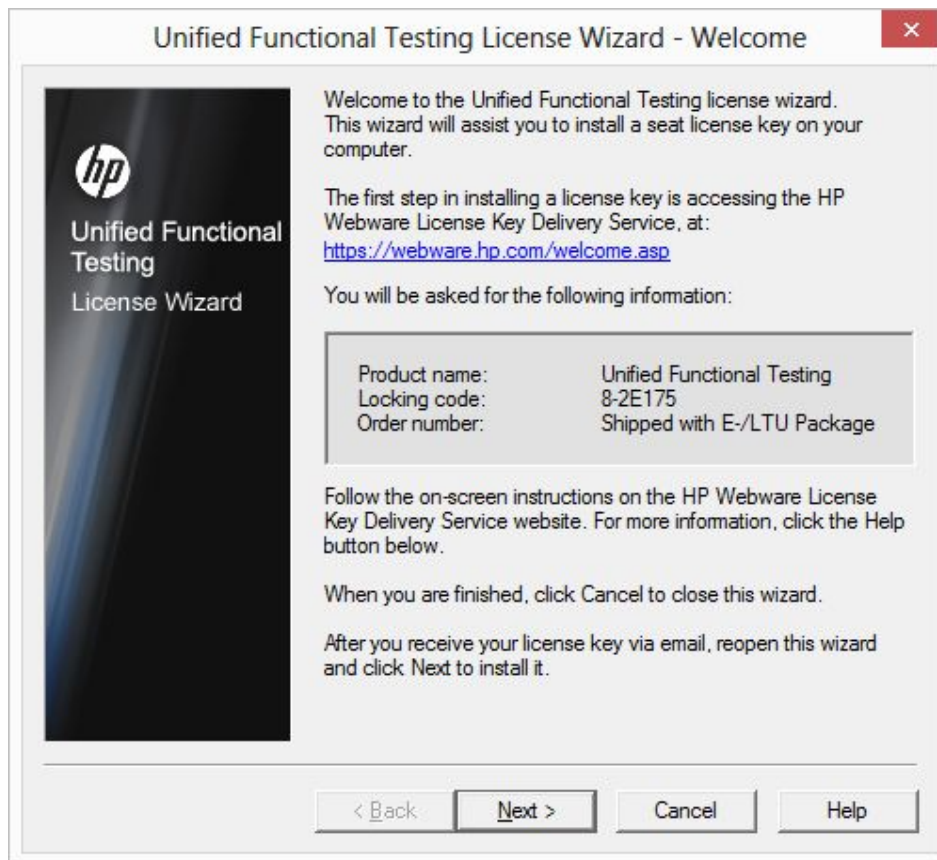 Unified Functional Testing License Wizard - Welcome
hp
Unified Functional
Testing
License Wizard
Welcome to the Unified Functional Testing license wizard.
This wizard will assist you to install a seat license key on your
computer.
The first step in installing a license key is accessing the HP
Webware License Key Delivery Service, at:
https://webware.hp.com/welcome.asp
You will be asked for the following information:
Product name: Unified Functional Testing
Locking code: 8-2E175
Order number: Shipped with E-/LTU Package
Follow the on-screen instructions on the HP Webware License
Key Delivery Service website. For more information, click the Help
button below.
When you are finished, click Cancel to close this wizard.
After you receive your license key via email, reopen this wizard
and click Next to install it.
< Back Next > Cancel Help